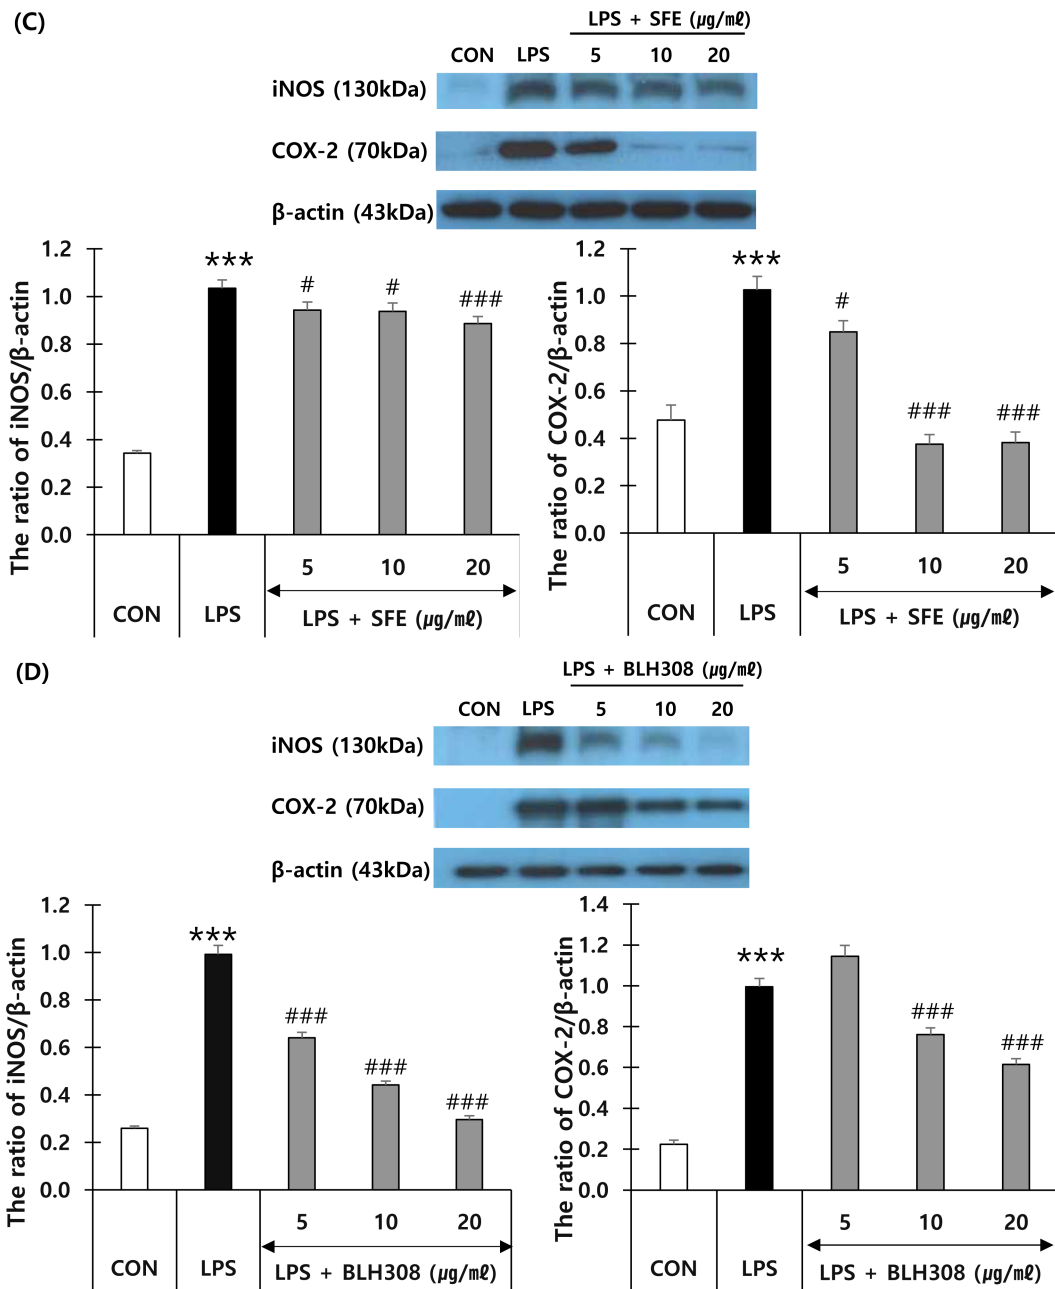 (C)
LPS + SFE (㎍/㎖)
CON LPS 5 10 20
iNOS (130kDa)
COX-2 (70kDa)
β-actin (43kDa)
The ratio of iNOS/β-actin
1.2
1.0
0.8
0.6
0.4
0.2
0.0
*** # # ###
5 10 20
CON LPS LPS + SFE (㎍/㎖)
The ratio of COX-2/β-actin
1.2
1.0
0.8
0.6
0.4
0.2
0.0
*** # ### ###
5 10 20
CON LPS LPS + SFE (㎍/㎖)
(D)
LPS + BLH308 (㎍/㎖)
CON LPS 5 10 20
iNOS (130kDa)
COX-2 (70kDa)
β-actin (43kDa)
The ratio of iNOS/β-actin
1.2
1.0
0.8
0.6
0.4
0.2
0.0
*** ### ### ###
5 10 20
CON LPS LPS + BLH308 (㎍/㎖)
The ratio of COX-2/β-actin
1.4
1.2
1.0
0.8
0.6
0.4
0.2
0.0
*** ### ###
5 10 20
CON LPS LPS + BLH308 (㎍/㎖)